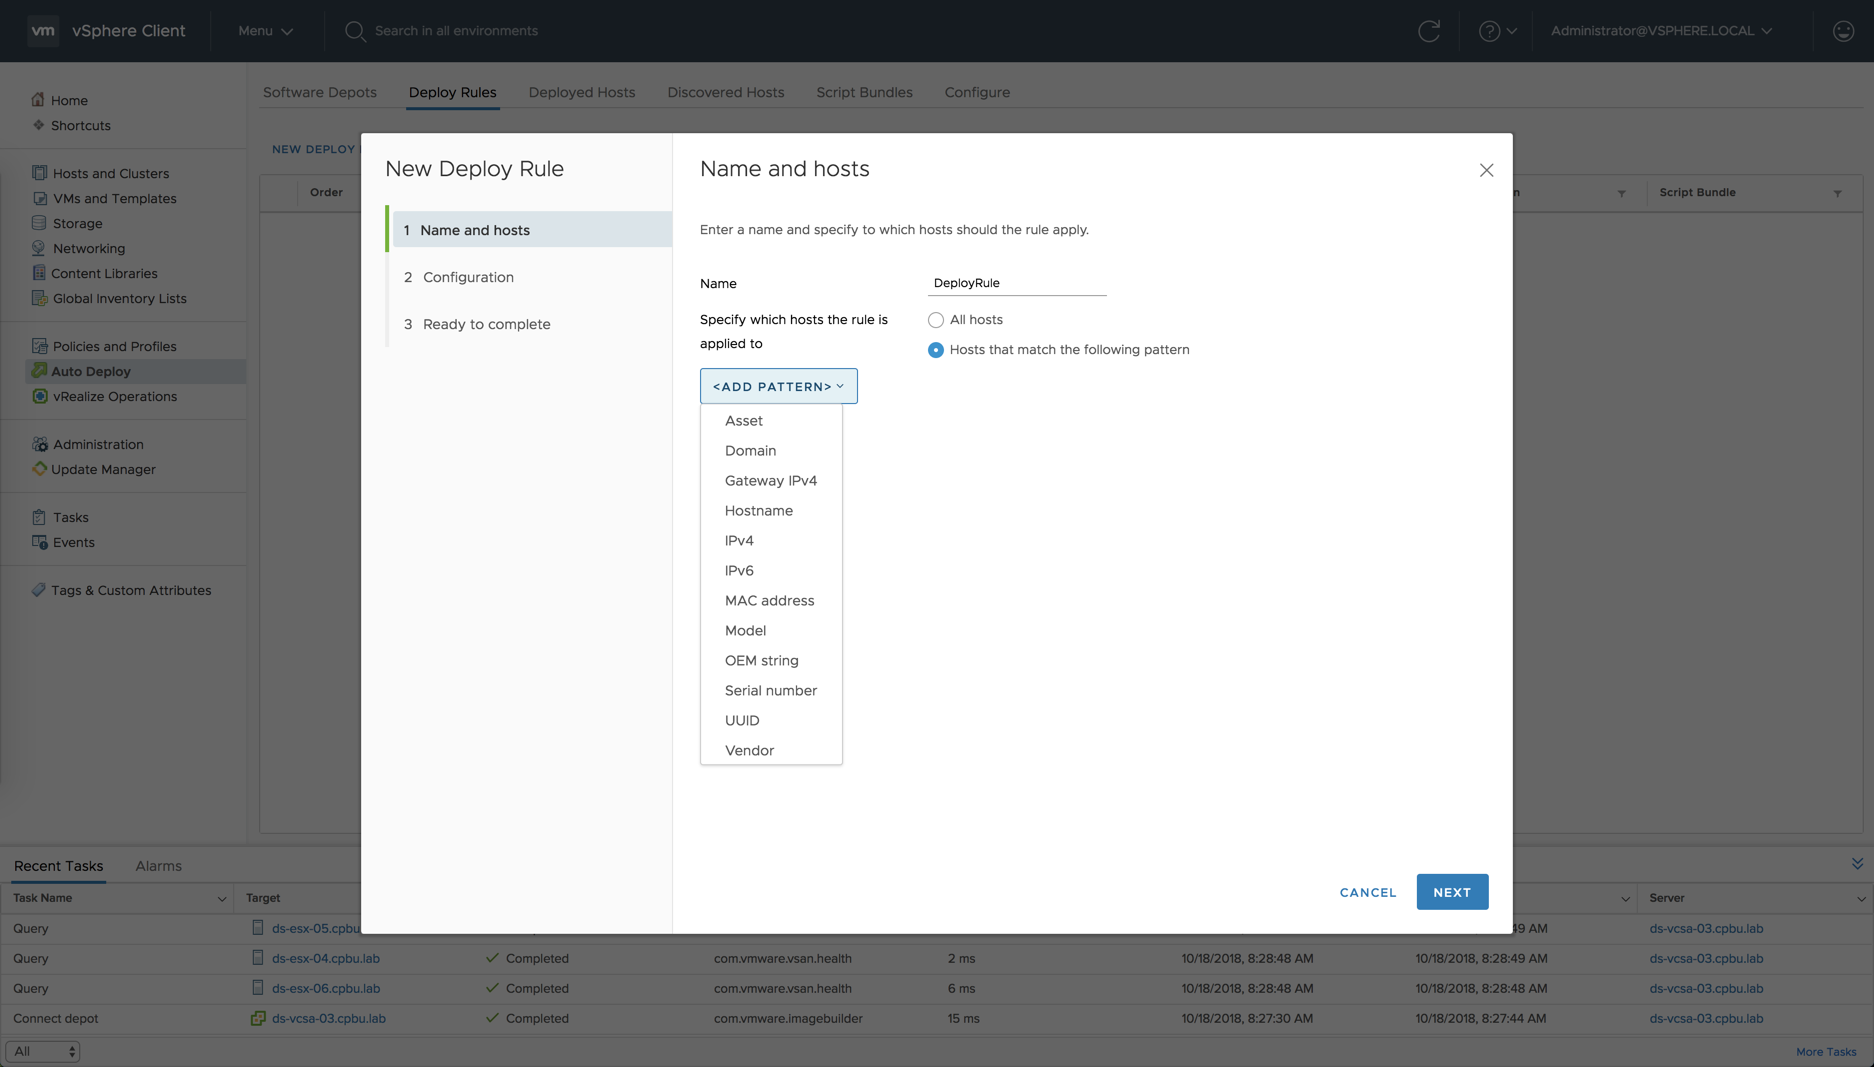 vm vSphere Client Menu Search in all environments Administrator@VSPHERE.LOCAL
Home
Shortcuts
Hosts and Clusters
VMs and Templates
Storage
Networking
Content Libraries
Global Inventory Lists
Policies and Profiles
Auto Deploy
vRealize Operations
Administration
Update Manager
Tasks
Events
Tags & Custom Attributes
Software Depots Deploy Rules Deployed Hosts Discovered Hosts Script Bundles Configure
NEW DEPLOY
Order n Script Bundle
New Deploy Rule
1 Name and hosts
2 Configuration
3 Ready to complete
Name and hosts
Enter a name and specify to which hosts should the rule apply.
Name DeployRule
Specify which hosts the rule is
applied to
All hosts
Hosts that match the following pattern
<ADD PATTERN>
Asset
Domain
Gateway IPv4
Hostname
IPv4
IPv6
MAC address
Model
OEM string
Serial number
UUID
Vendor
CANCEL NEXT
Recent Tasks Alarms
Task Name Target Server
Query ds-esx-05.cpbu 49 AM ds-vcsa-03.cpbu.lab
Query ds-esx-04.cpbu.lab Completed com.vmware.vsan.health 2 ms 10/18/2018, 8:28:48 AM 10/18/2018, 8:28:49 AM ds-vcsa-03.cpbu.lab
Query ds-esx-06.cpbu.lab Completed com.vmware.vsan.health 6 ms 10/18/2018, 8:28:48 AM 10/18/2018, 8:28:48 AM ds-vcsa-03.cpbu.lab
Connect depot ds-vcsa-03.cpbu.lab Completed com.vmware.imagebuilder 15 ms 10/18/2018, 8:27:30 AM 10/18/2018, 8:27:44 AM ds-vcsa-03.cpbu.lab
All More Tasks